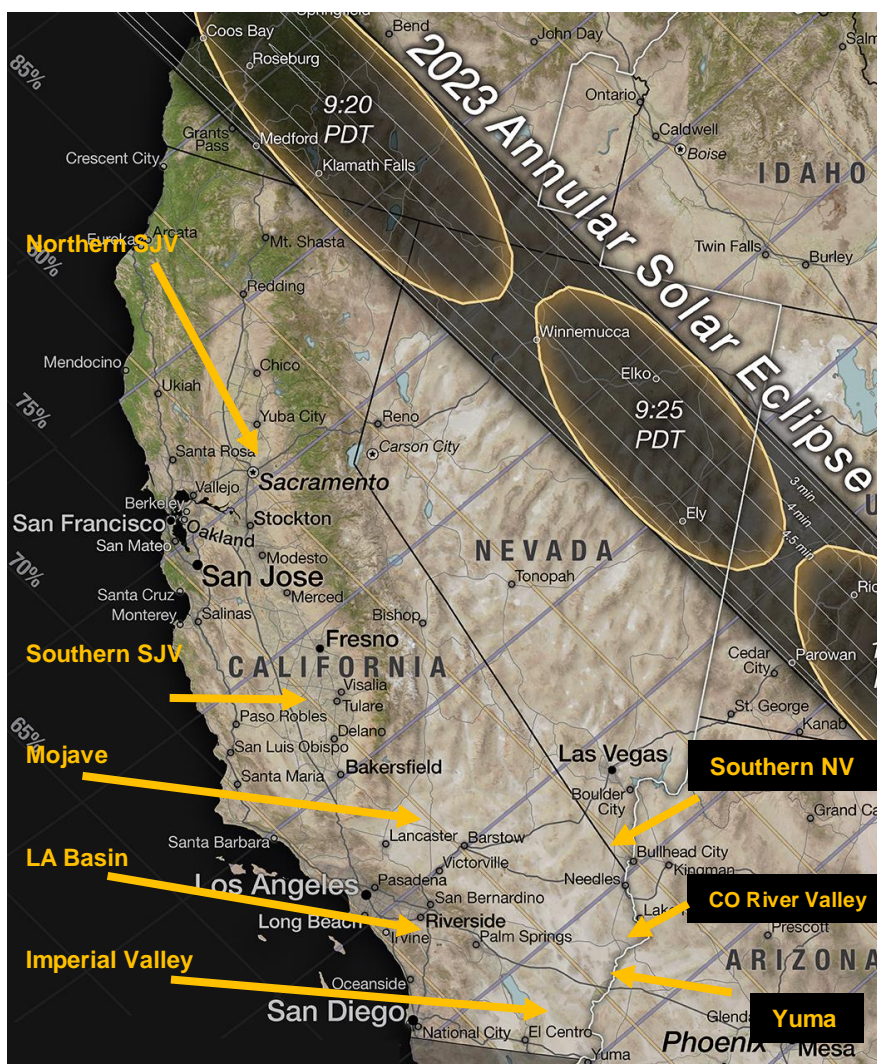 Springfield
Coos Bay
Bend
John Day
Roseburg
85%
9:20
PDT
2023 Annular Solar Eclipse
Ontario
Grants
Pass
Medford
Caldwell
Boise
Crescent City
Klamath Falls
IDAHO
Eureka
Arcata
Northern SJV
Mt. Shasta
Twin Falls
Burley
80%
Redding
Winnemucca
Mendocino
Chico
Elko
Ukiah
9:25
PDT
75%
Yuba City
Reno
Carson City
Santa Rosa
Sacramento
3 min
4 min
4.5 min
Vallejo
Berkeley
San Francisco
Oakland
Stockton
Ely
San Mateo
Modesto
NEVADA
San Jose
Tonopah
70%
Santa Cruz
Merced
Monterey
Salinas
Bishop
Fresno
Southern SJV
CALIFORNIA
Cedar
City
Parowan
Visalia
Tulare
Paso Robles
St. George
Kanab
65%
Delano
San Luis Obispo
Mojave
Bakersfield
Las Vegas
Southern NV
Santa Maria
Boulder
City
Grand Ca
Santa Barbara
Lancaster
Barstow
LA Basin
Bullhead City
Victorville
Kingman
Los Angeles
Pasadena
Needles
San Bernardino
CO River Valley
Long Beach
Riverside
Irvine
Palm Springs
Prescott
Imperial Valley
ARIZONA
Oceanside
San Diego
Yuma
National City
El Centro
Phoenix
Mesa
Yuma